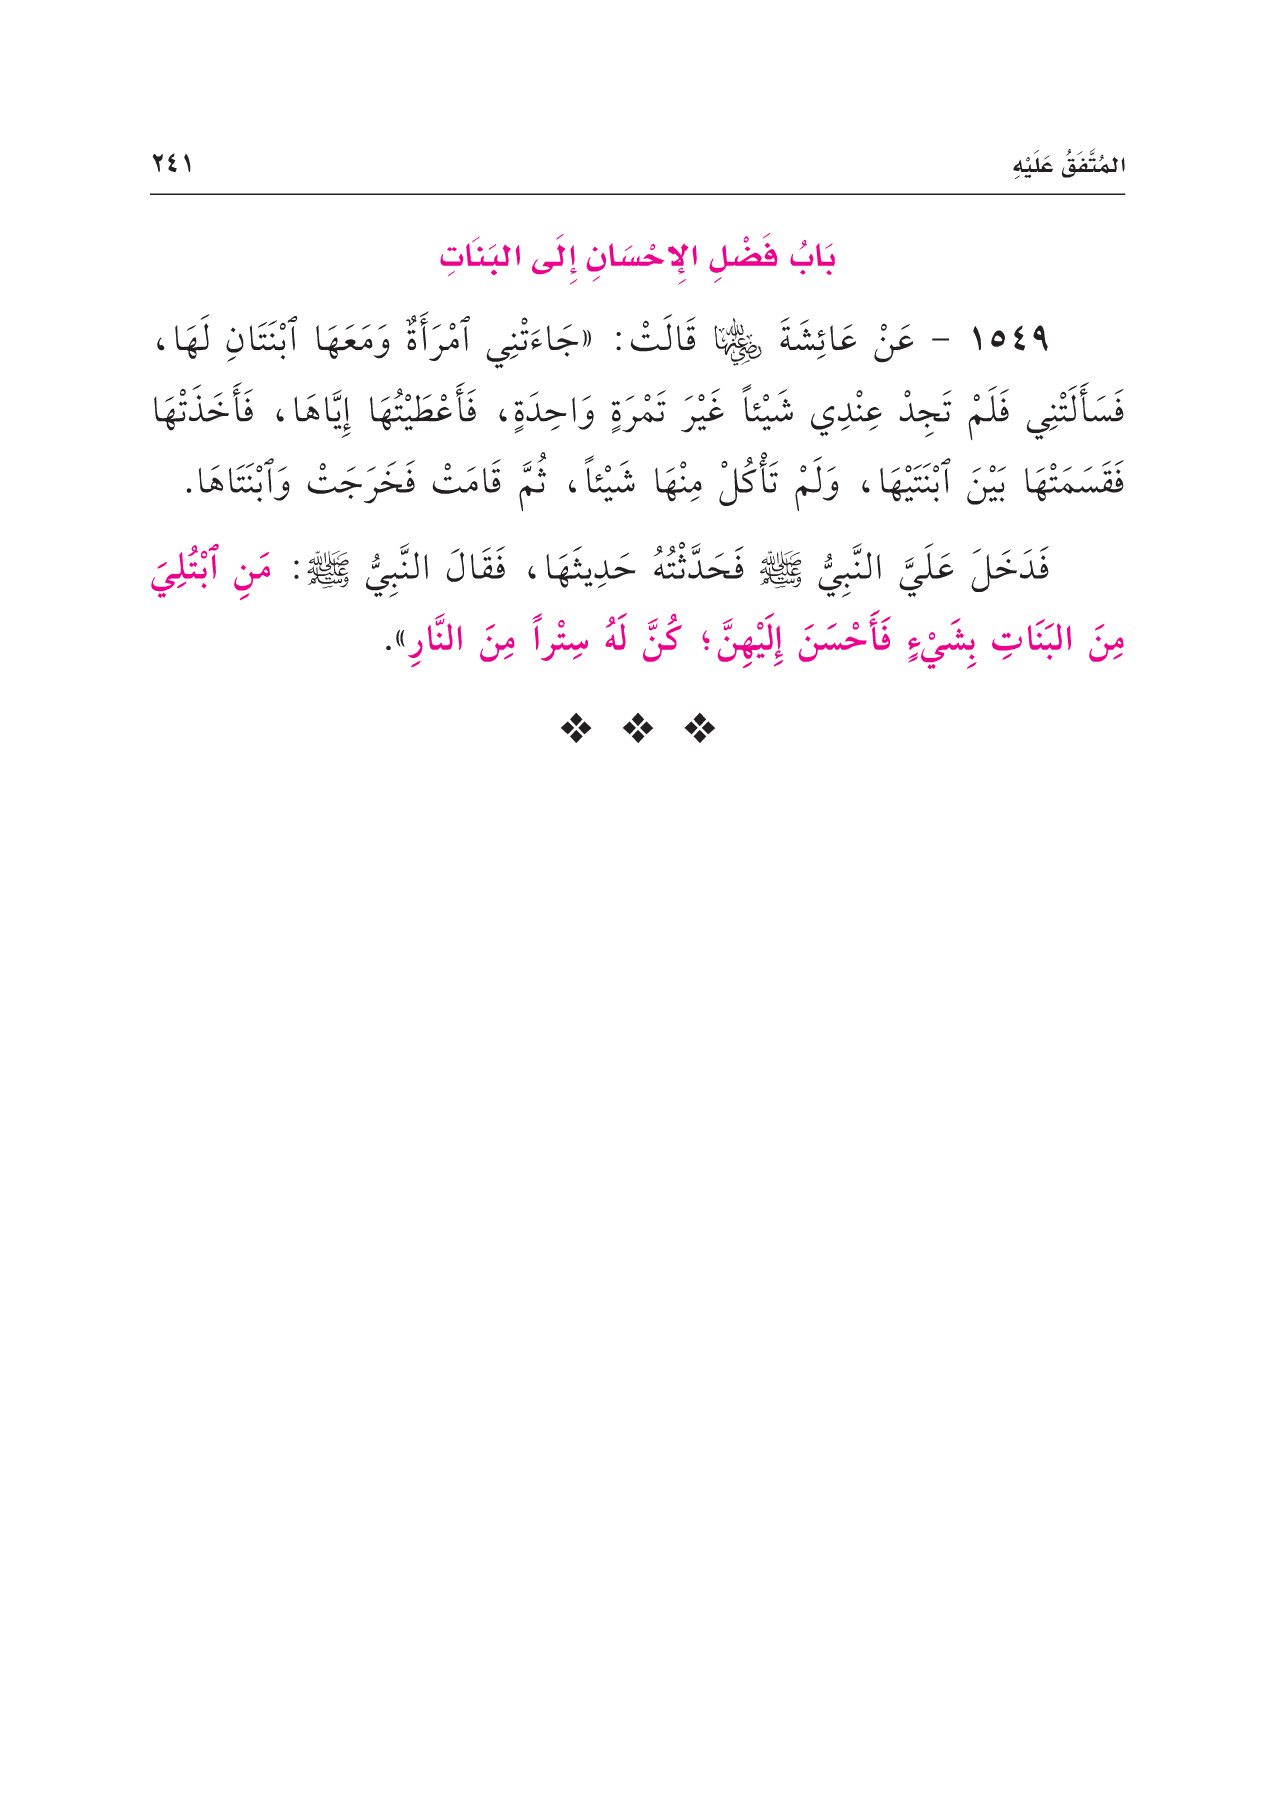 المُتَّفَقُ عَلَيْهِ ٢٤١
بَابُ فَضْلِ الإِحْسَانِ إِلَى البَنَاتِ
١٥٤٩ - عَنْ عَائِشَةَ رَضِيَ اللَّهُ عَنْهَا قَالَتْ: «جَاءَتْنِي ٱمْرَأَةٌ وَمَعَهَا ٱبْنَتَانِ لَهَا،
فَسَأَلَتْنِي فَلَمْ تَجِدْ عِنْدِي شَيْئاً غَيْرَ تَمْرَةٍ وَاحِدَةٍ، فَأَعْطَيْتُهَا إِيَّاهَا، فَأَخَذَتْهَا
فَقَسَمَتْهَا بَيْنَ ٱبْنَتَيْهَا، وَلَمْ تَأْكُلْ مِنْهَا شَيْئاً، ثُمَّ قَامَتْ فَخَرَجَتْ وَٱبْنَتَاهَا.
فَدَخَلَ عَلَيَّ النَّبِيُّ ﷺ فَحَدَّثْتُهُ حَدِيثَهَا، فَقَالَ النَّبِيُّ ﷺ: مَنِ ٱبْتُلِيَ
مِنَ البَنَاتِ بِشَيْءٍ فَأَحْسَنَ إِلَيْهِنَّ؛ كُنَّ لَهُ سِتْراً مِنَ النَّارِ».